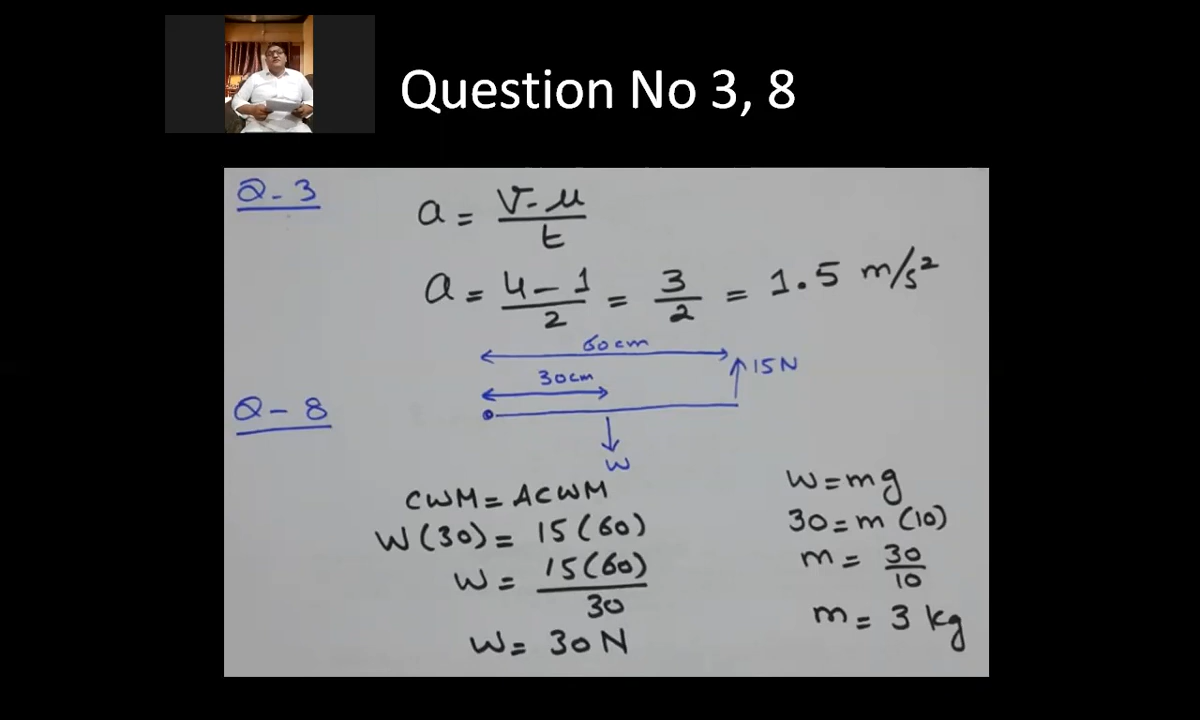 Question No 3, 8
Q-3
a = V-u/t
a = 4-1/2 = 3/2 = 1.5 m/s²
60cm
30cm
15N
Q-8
W
CWM = ACWM
W(30) = 15(60)
W = 15(60)/30
W = 30N
W=mg
30=m(10)
m = 30/10
m = 3 kg